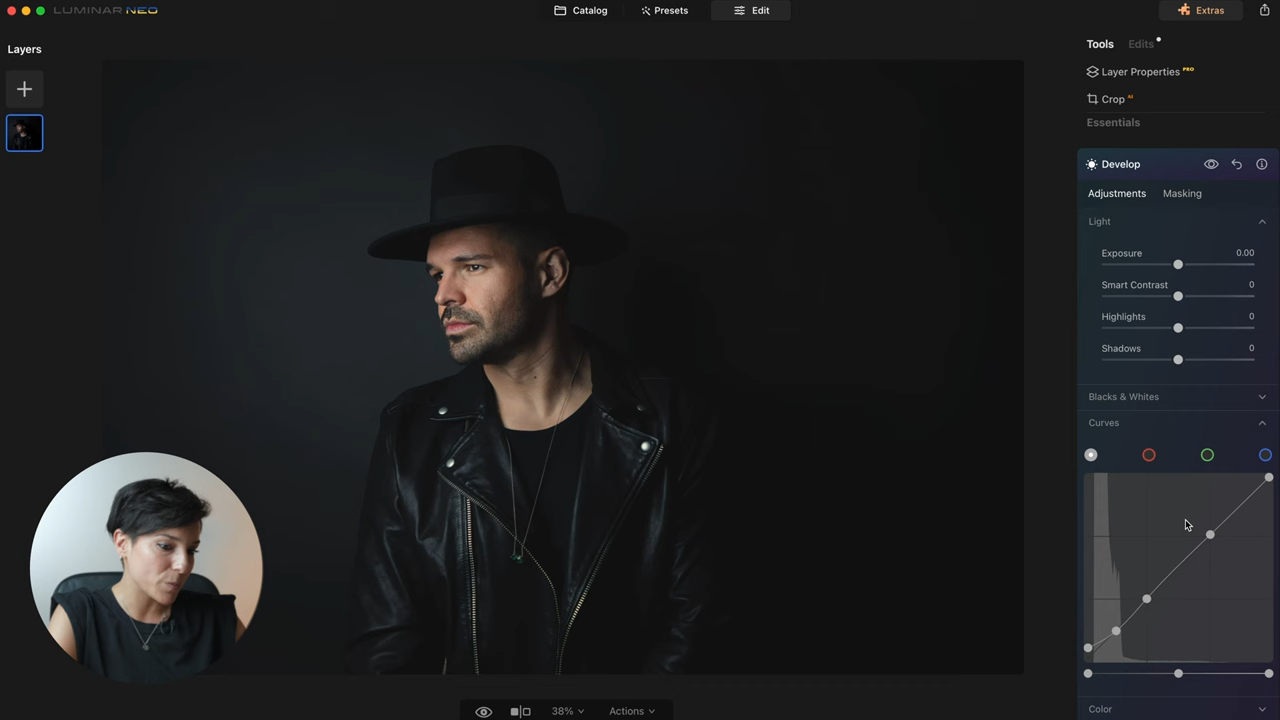 LUMINAR NEO
Catalog
Presets
Edit
Extras
Layers
Tools
Edits
Layer Properties PRO
Crop AI
Essentials
Develop
Adjustments
Masking
Light
Exposure 0.00
Smart Contrast 0
Highlights 0
Shadows 0
Blacks & Whites
Curves
Color
38%
Actions